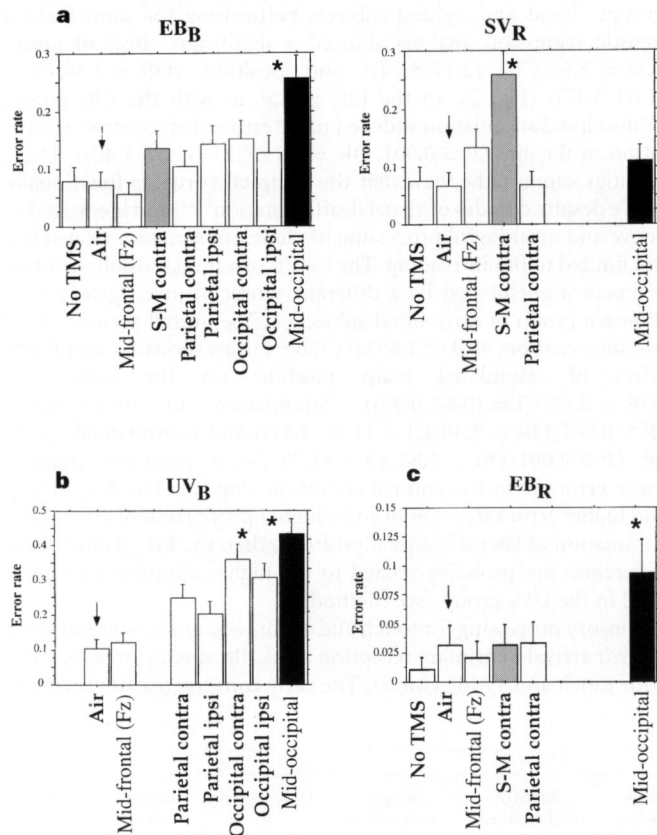 a
EB_B
0.3
*
0.2
0.1
0
Error rate
No TMS
Air
Mid-frontal (Fz)
S-M contra
Parietal contra
Parietal ipsi
Occipital contra
Occipital ipsi
Mid-occipital
SV_R
0.3
*
0.2
0.1
0
Error rate
No TMS
Air
Mid-frontal (Fz)
S-M contra
Parietal contra
Mid-occipital
b
UV_B
0.5
0.4
0.3
0.2
0.1
0.0
* * *
Error rate
Air
Mid-frontal (Fz)
Parietal contra
Parietal ipsi
Occipital contra
Occipital ipsi
Mid-occipital
c
EB_R
0.15
0.125
0.1
0.075
0.05
0.025
0
*
Error rate
No TMS
Air
Mid-frontal (Fz)
S-M contra
Parietal contra
Mid-occipital